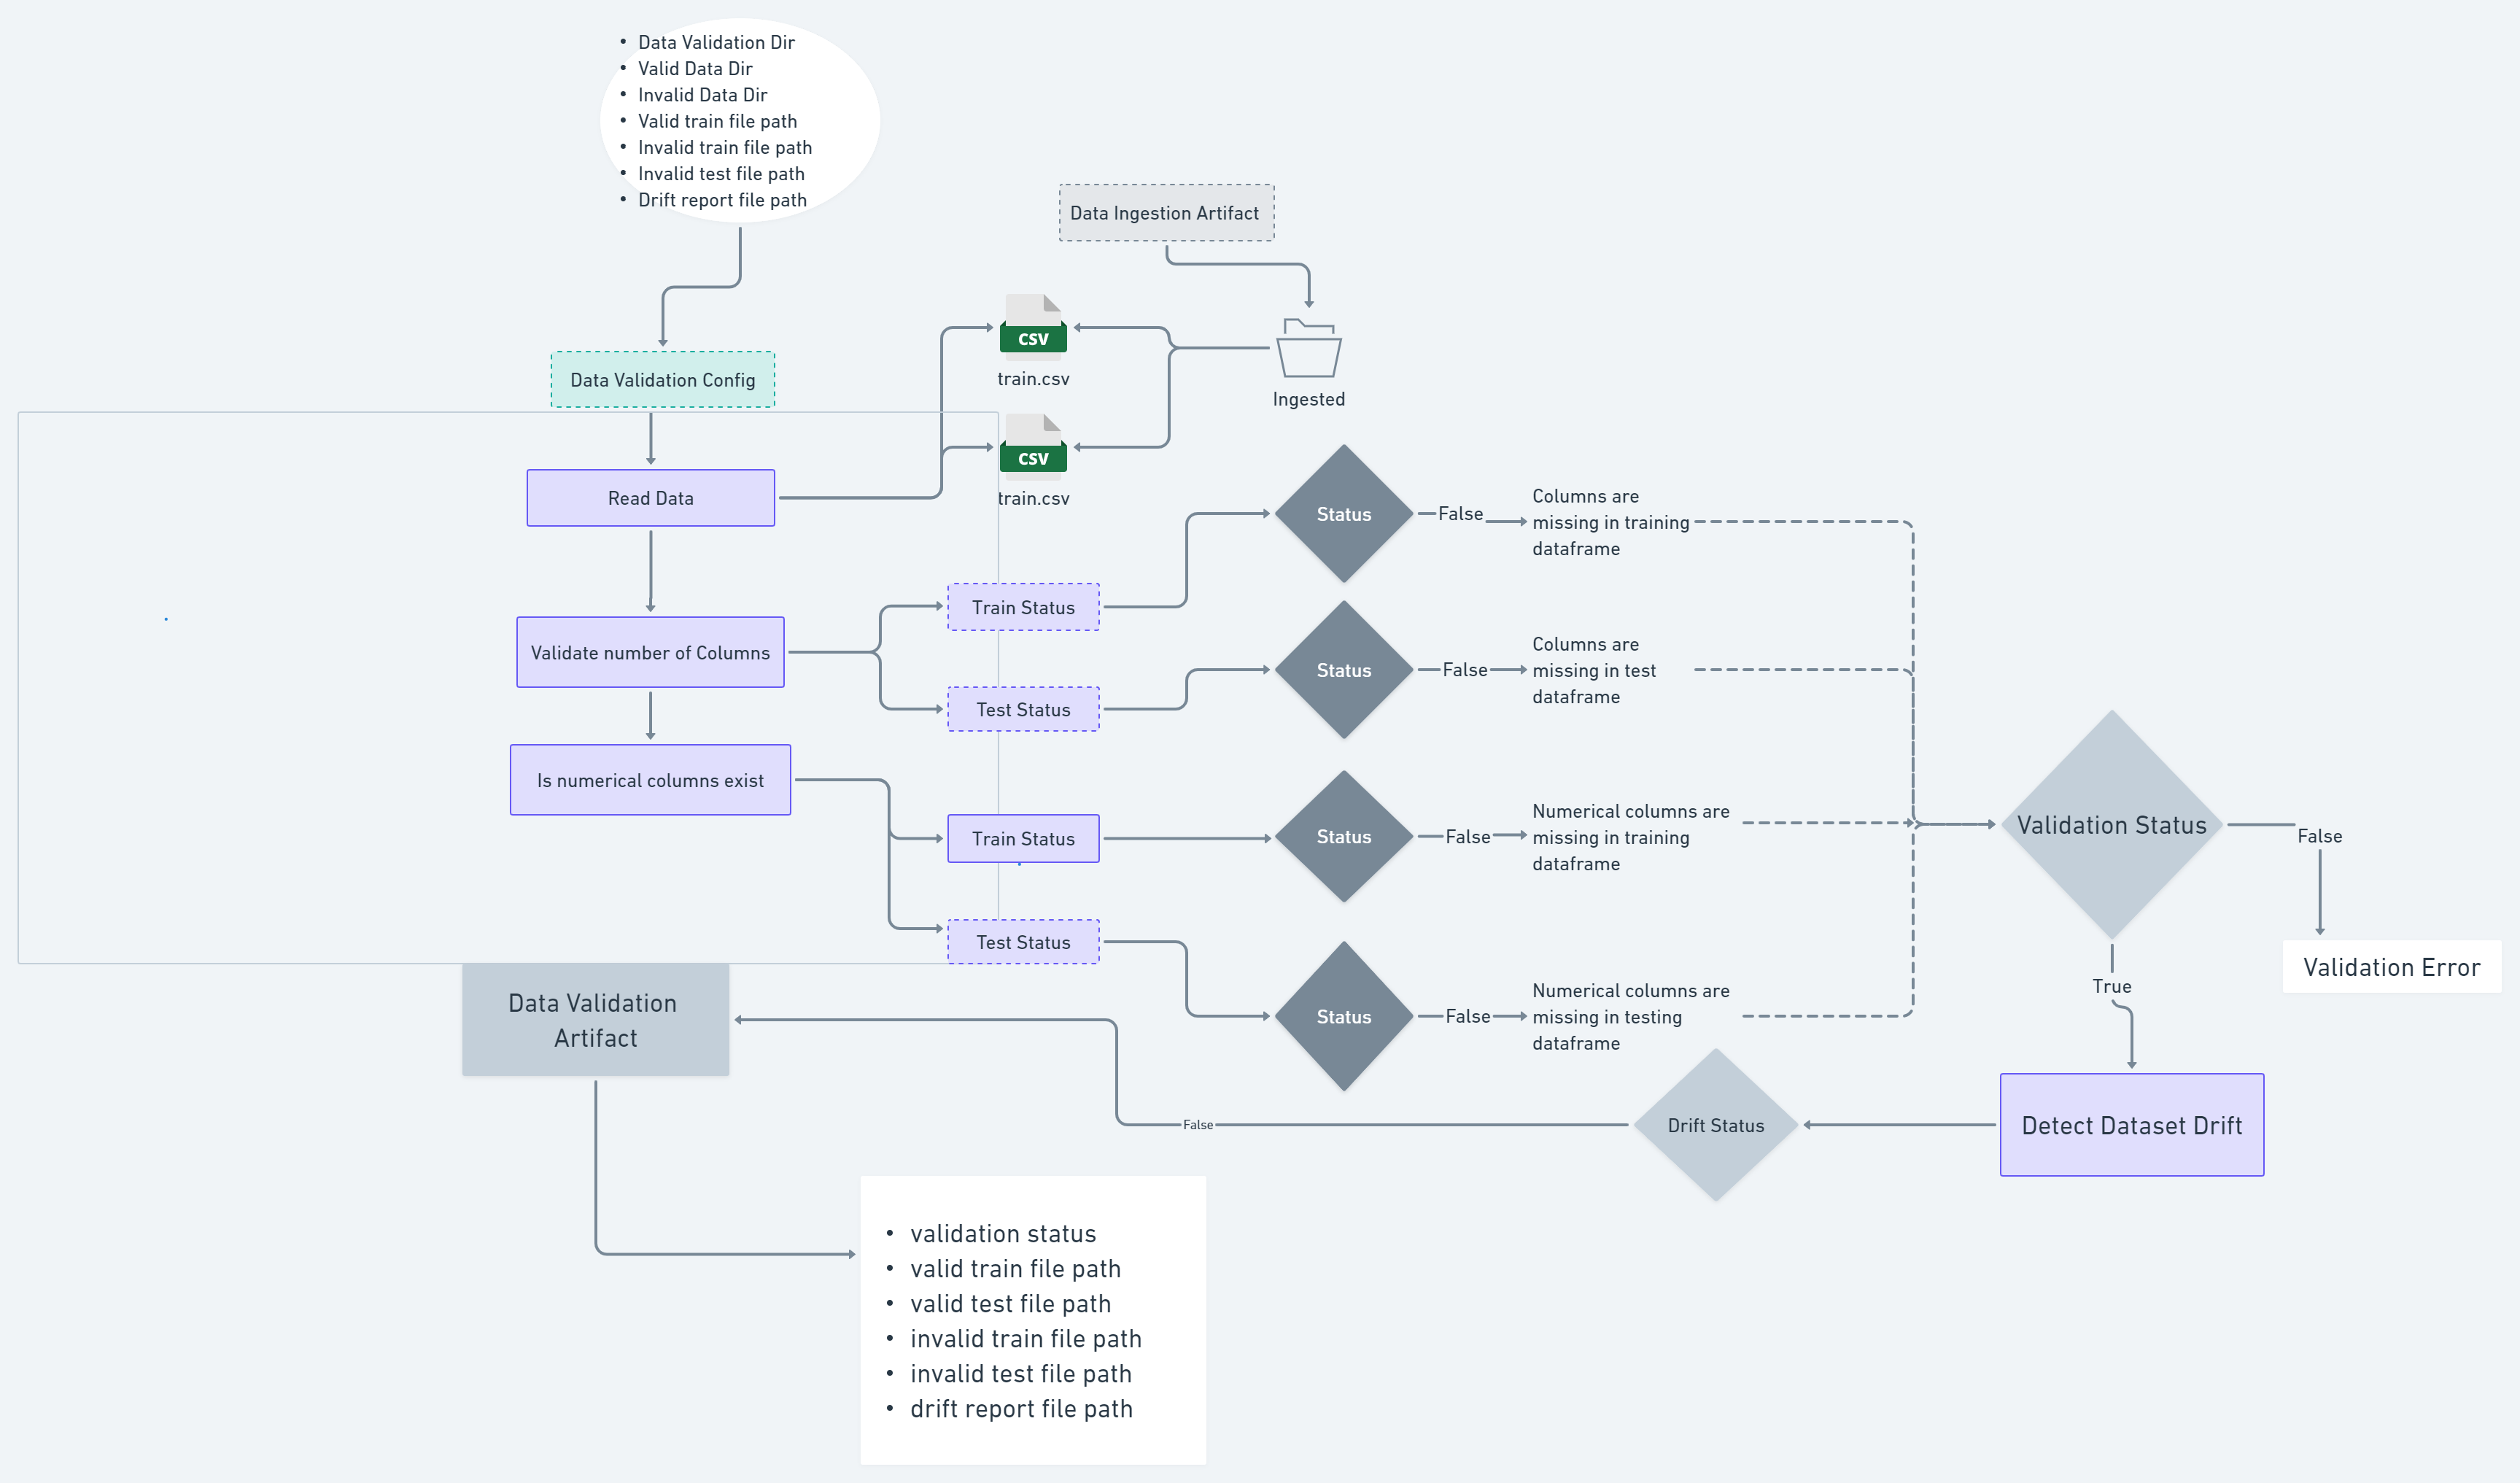 • Data Validation Dir
• Valid Data Dir
• Invalid Data Dir
• Valid train file path
• Invalid train file path
• Invalid test file path
• Drift report file path
Data Ingestion Artifact
CSV
train.csv
Ingested
Data Validation Config
CSV
train.csv
Read Data
Status
False
Columns are
missing in training
dataframe
Train Status
Validate number of Columns
Test Status
Status
False
Columns are
missing in test
dataframe
Is numerical columns exist
Train Status
Status
False
Numerical columns are
missing in training
dataframe
Validation Status
False
Validation Error
True
Test Status
Status
False
Numerical columns are
missing in testing
dataframe
Data Validation
Artifact
False
Drift Status
Detect Dataset Drift
• validation status
• valid train file path
• valid test file path
• invalid train file path
• invalid test file path
• drift report file path